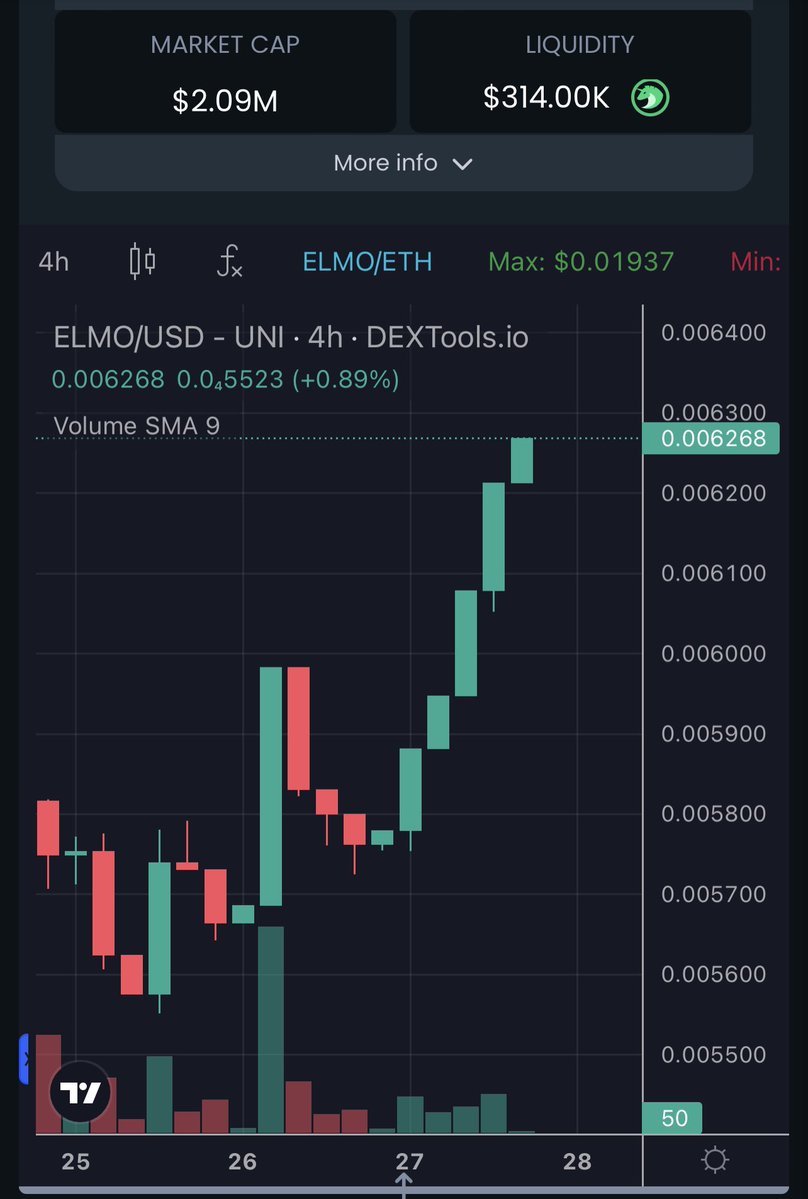 MARKET CAP
$2.09M
LIQUIDITY
$314.00K
More info
4h
ELMO/ETH Max: $0.01937 Min:
ELMO/USD - UNI · 4h · DEXTools.io
0.006268 0.0₄5523 (+0.89%)
Volume SMA 9
0.006400
0.006300
0.006268
0.006200
0.006100
0.006000
0.005900
0.005800
0.005700
0.005600
0.005500
50
25 26 27 28